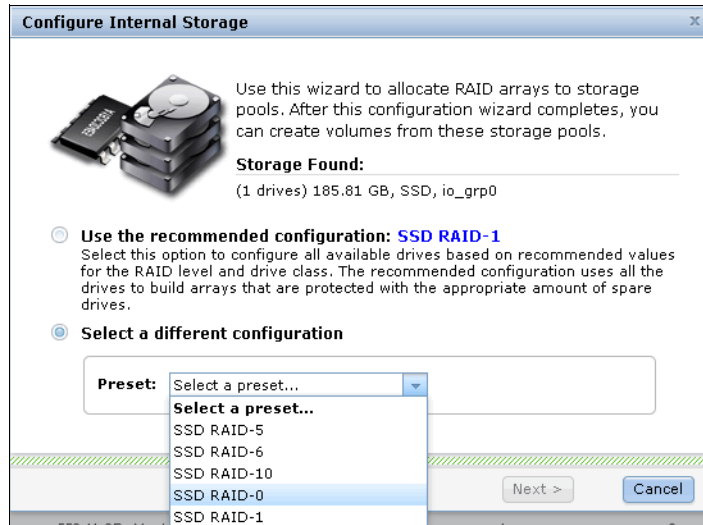 Configure Internal Storage
x
Use this wizard to allocate RAID arrays to storage
pools. After this configuration wizard completes, you
can create volumes from these storage pools.
Storage Found:
(1 drives) 185.81 GB, SSD, io_grp0
Use the recommended configuration: SSD RAID-1
Select this option to configure all available drives based on recommended values
for the RAID level and drive class. The recommended configuration uses all the
drives to build arrays that are protected with the appropriate amount of spare
drives.
Select a different configuration
Preset: Select a preset...
Select a preset...
SSD RAID-5
SSD RAID-6
SSD RAID-10
SSD RAID-0
SSD RAID-1
Next >
Cancel